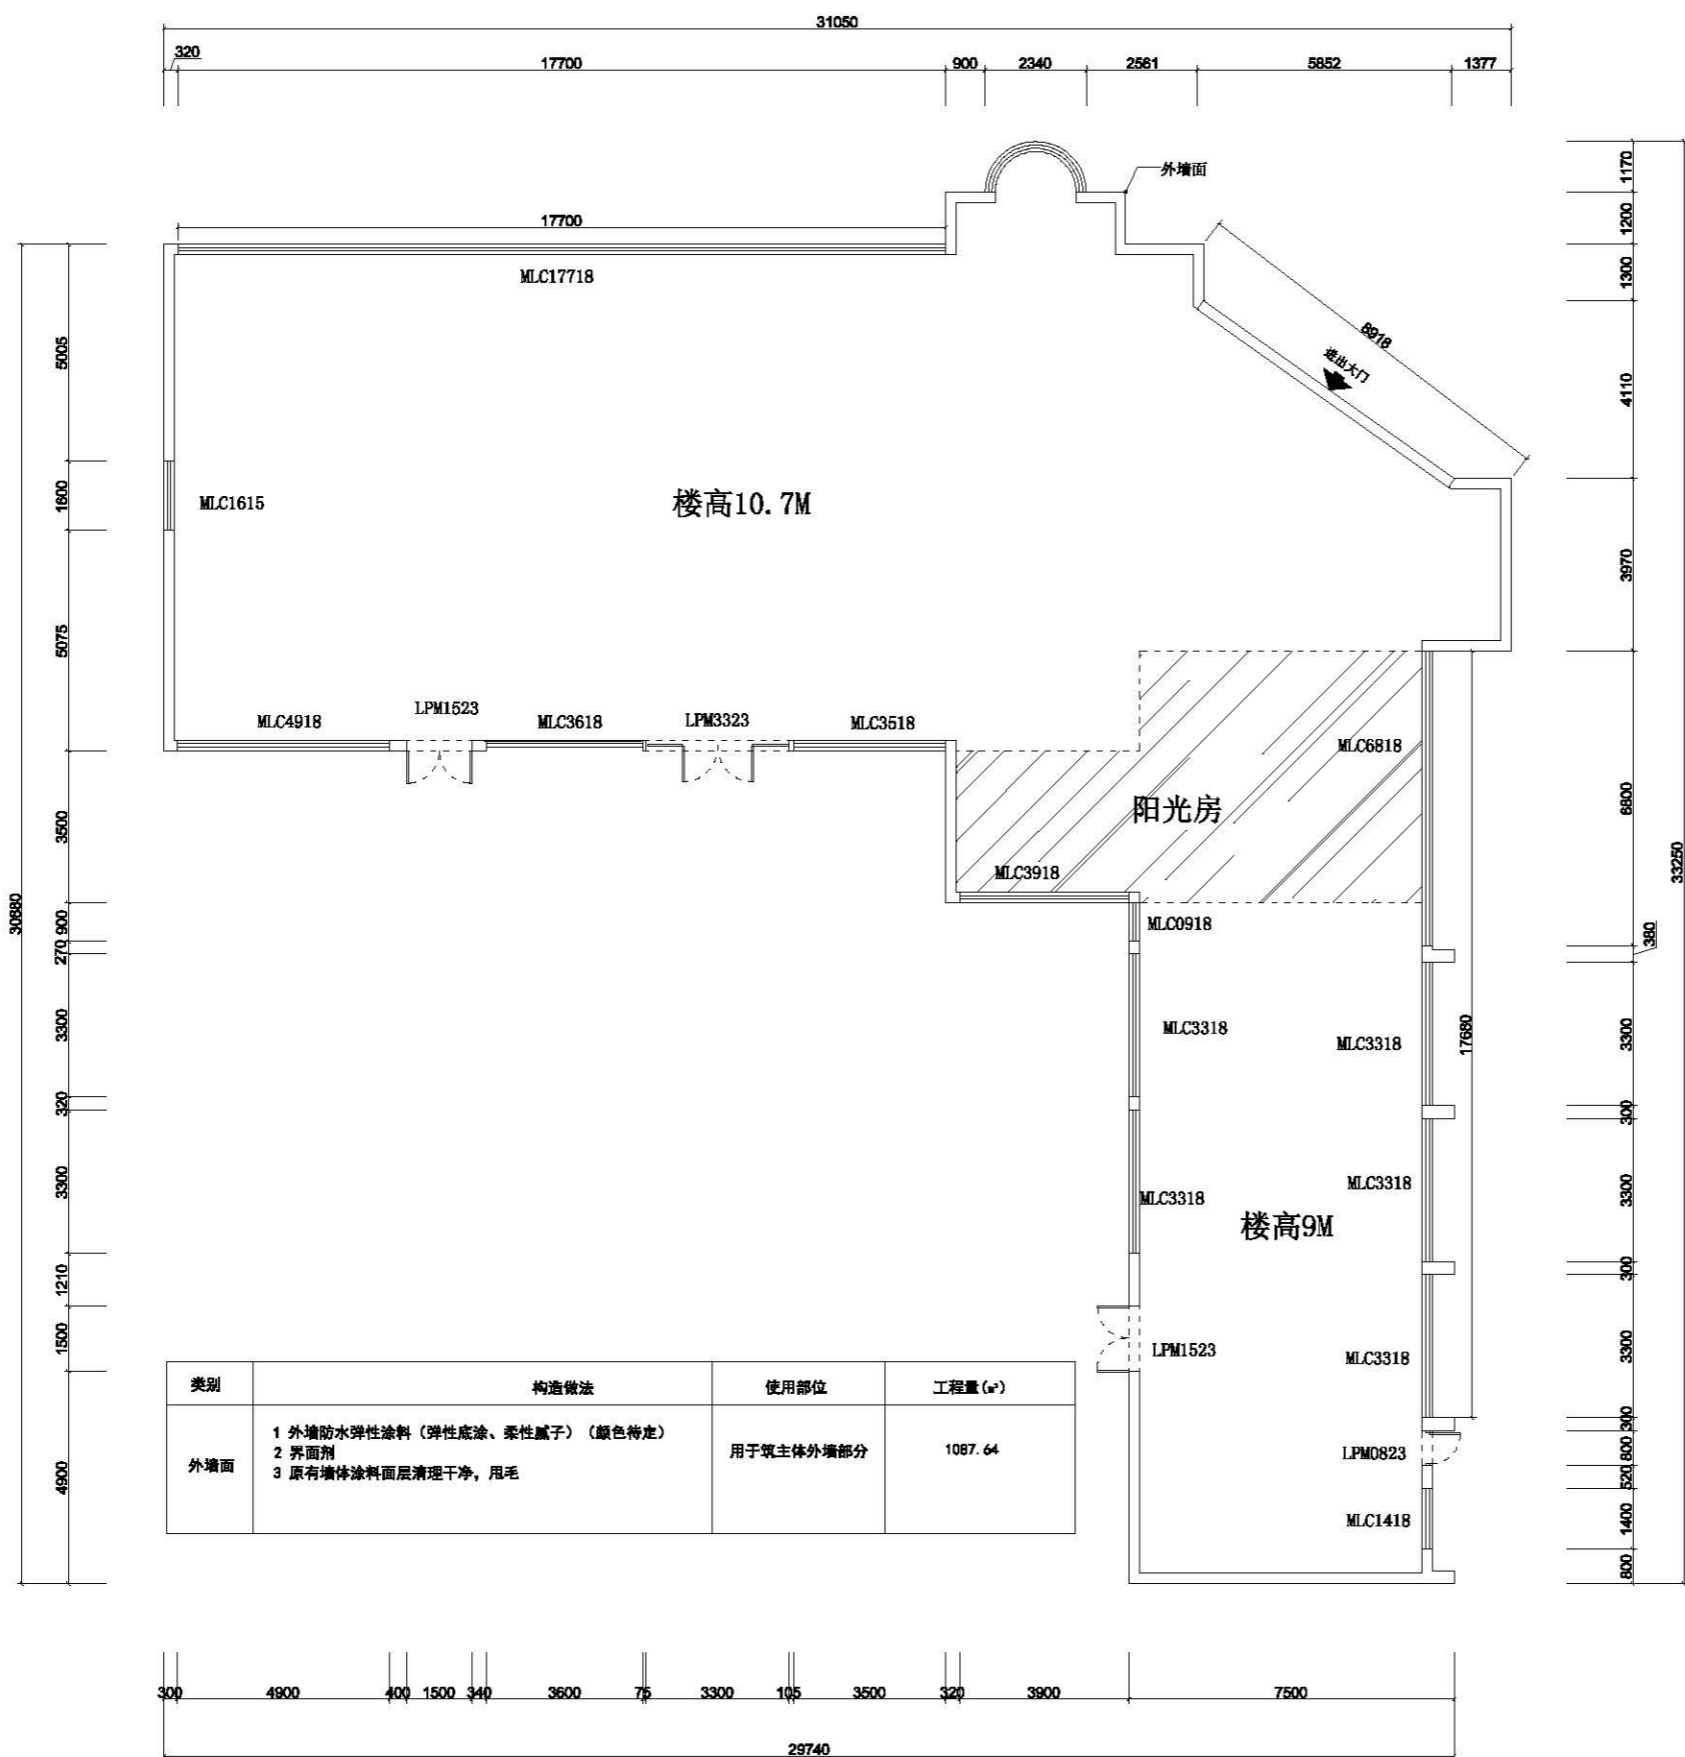 31050
320
17700
900
2340
2561
5852
1377
外墙面
17700
MLC17718
8918
进出大门
MLC1615
楼高10.7M
MLC4918
LPM1523
MLC3618
LPM3323
MLC3518
MLC6818
阳光房
MLC3918
MLC0918
MLC3318
MLC3318
MLC3318
MLC3318
楼高9M
LPM1523
MLC3318
LPM0823
MLC1418
17680
30880
5005
1600
5075
3500
900
270
3300
320
3300
1210
1500
4900
1170
1200
1300
4110
3970
6800
380
3300
300
3300
300
3300
300
800
520
1400
800
33250
类别 构造做法 使用部位 工程量(㎡)
外墙面
1 外墙防水弹性涂料（弹性底涂、柔性腻子）（颜色待定）
2 界面剂
3 原有墙体涂料面层清理干净，甩毛
用于筑主体外墙部分
1087.64
300
4900
400
1500
340
3600
75
3300
105
3500
320
3900
7500
29740